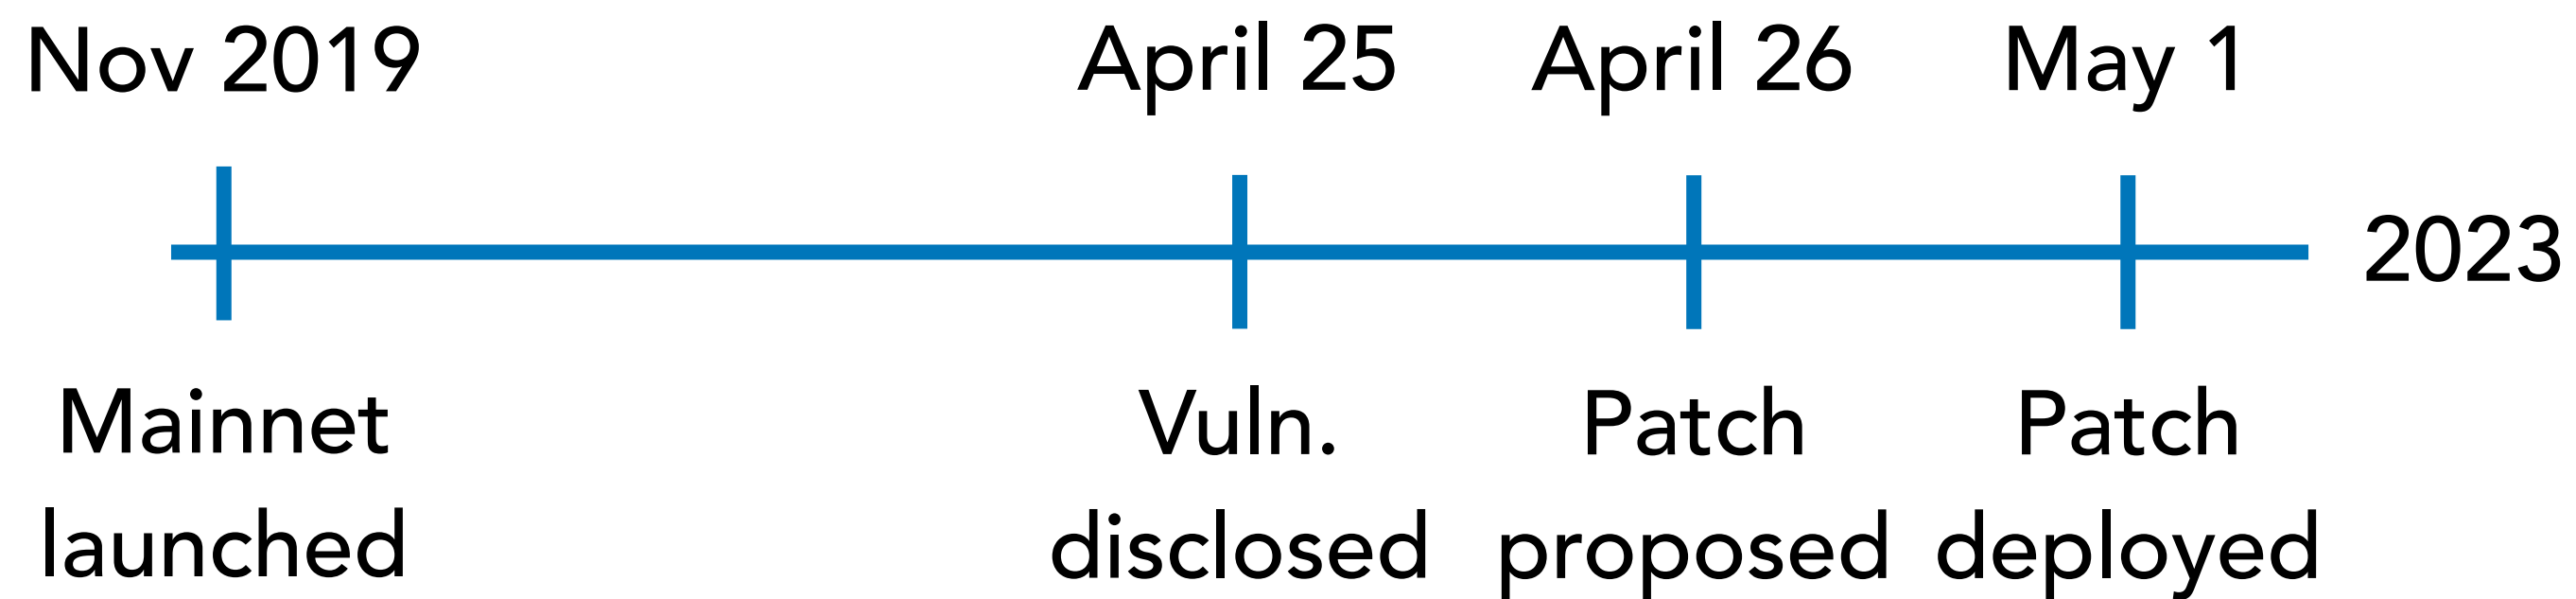 Nov 2019 April 25 April 26 May 1
2023
Mainnet Vuln. Patch Patch
launched disclosed proposed deployed